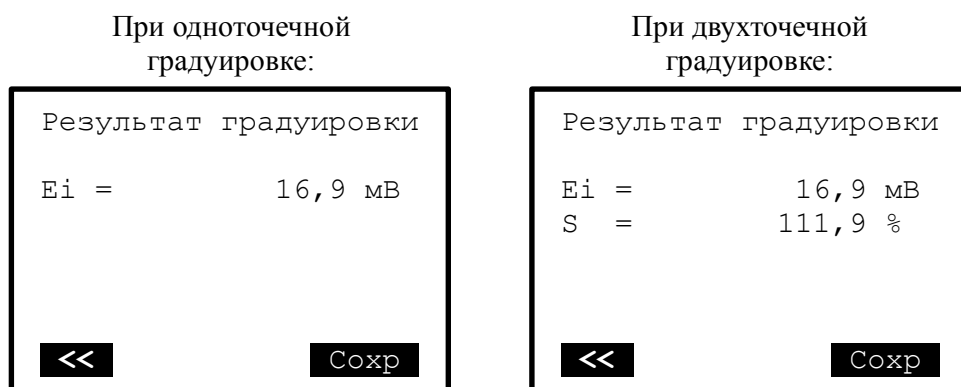 При одноточечной
градуировке:
Результат градуировки
Ei = 16,9 мВ
<< Сохр
При двухточечной
градуировке:
Результат градуировки
Ei = 16,9 мВ
S = 111,9 %
<< Сохр